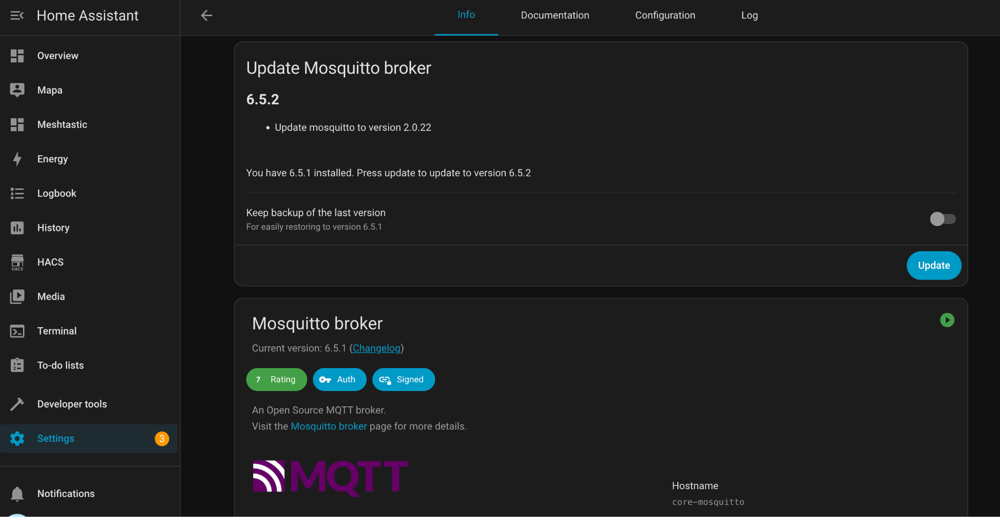 Home Assistant
Overview
Mapa
Meshtastic
Energy
Logbook
History
HACS
HACS
Media
Terminal
To-do lists
Developer tools
Settings 3
Notifications
Info Documentation Configuration Log
Update Mosquitto broker
6.5.2
• Update mosquitto to version 2.0.22
You have 6.5.1 installed. Press update to update to version 6.5.2
Keep backup of the last version
For easily restoring to version 6.5.1
Update
Mosquitto broker
Current version: 6.5.1 (Changelog)
7 Rating Auth Signed
An Open Source MQTT broker.
Visit the Mosquitto broker page for more details.
MQTT
Hostname
core-mosquitto